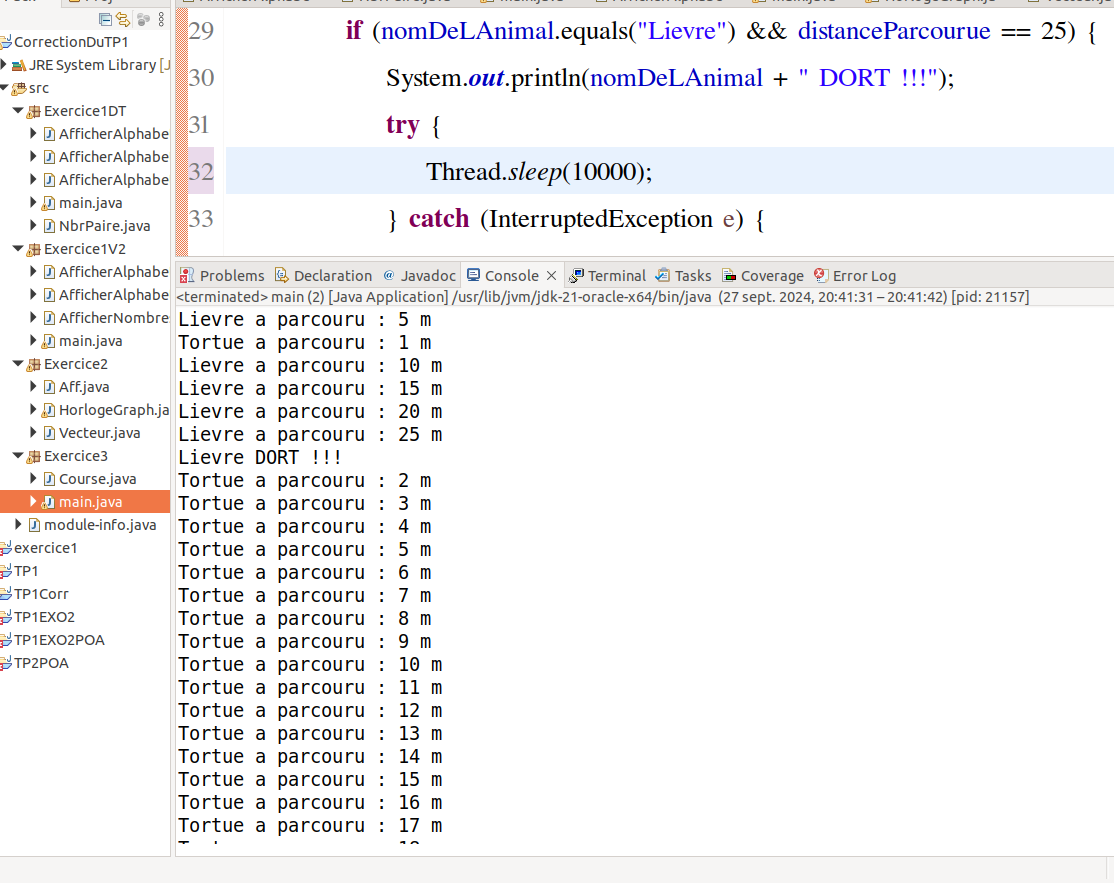 29 if (nomDeLAnimal.equals("Lievre") && distanceParcourue == 25) {
30 System.out.println(nomDeLAnimal + " DORT !!!");
31 try {
32 Thread.sleep(10000);
33 } catch (InterruptedException e) {
CorrectionDuTP1
JRE System Library [J
src
Exercice1DT
AfficherAlphabe
AfficherAlphabe
AfficherAlphabe
main.java
NbrPaire.java
Exercice1V2
AfficherAlphabe
AfficherAlphabe
AfficherNombre
main.java
Exercice2
Aff.java
HorlogeGraph.ja
Vecteur.java
Exercice3
Course.java
main.java
module-info.java
exercice1
TP1
TP1Corr
TP1EXO2
TP1EXO2POA
TP2POA
Problems Declaration Javadoc Console Terminal Tasks Coverage Error Log
<terminated> main (2) [Java Application] /usr/lib/jvm/jdk-21-oracle-x64/bin/java (27 sept. 2024, 20:41:31 – 20:41:42) [pid: 21157]
Lievre a parcouru : 5 m
Tortue a parcouru : 1 m
Lievre a parcouru : 10 m
Lievre a parcouru : 15 m
Lievre a parcouru : 20 m
Lievre a parcouru : 25 m
Lievre DORT !!!
Tortue a parcouru : 2 m
Tortue a parcouru : 3 m
Tortue a parcouru : 4 m
Tortue a parcouru : 5 m
Tortue a parcouru : 6 m
Tortue a parcouru : 7 m
Tortue a parcouru : 8 m
Tortue a parcouru : 9 m
Tortue a parcouru : 10 m
Tortue a parcouru : 11 m
Tortue a parcouru : 12 m
Tortue a parcouru : 13 m
Tortue a parcouru : 14 m
Tortue a parcouru : 15 m
Tortue a parcouru : 16 m
Tortue a parcouru : 17 m